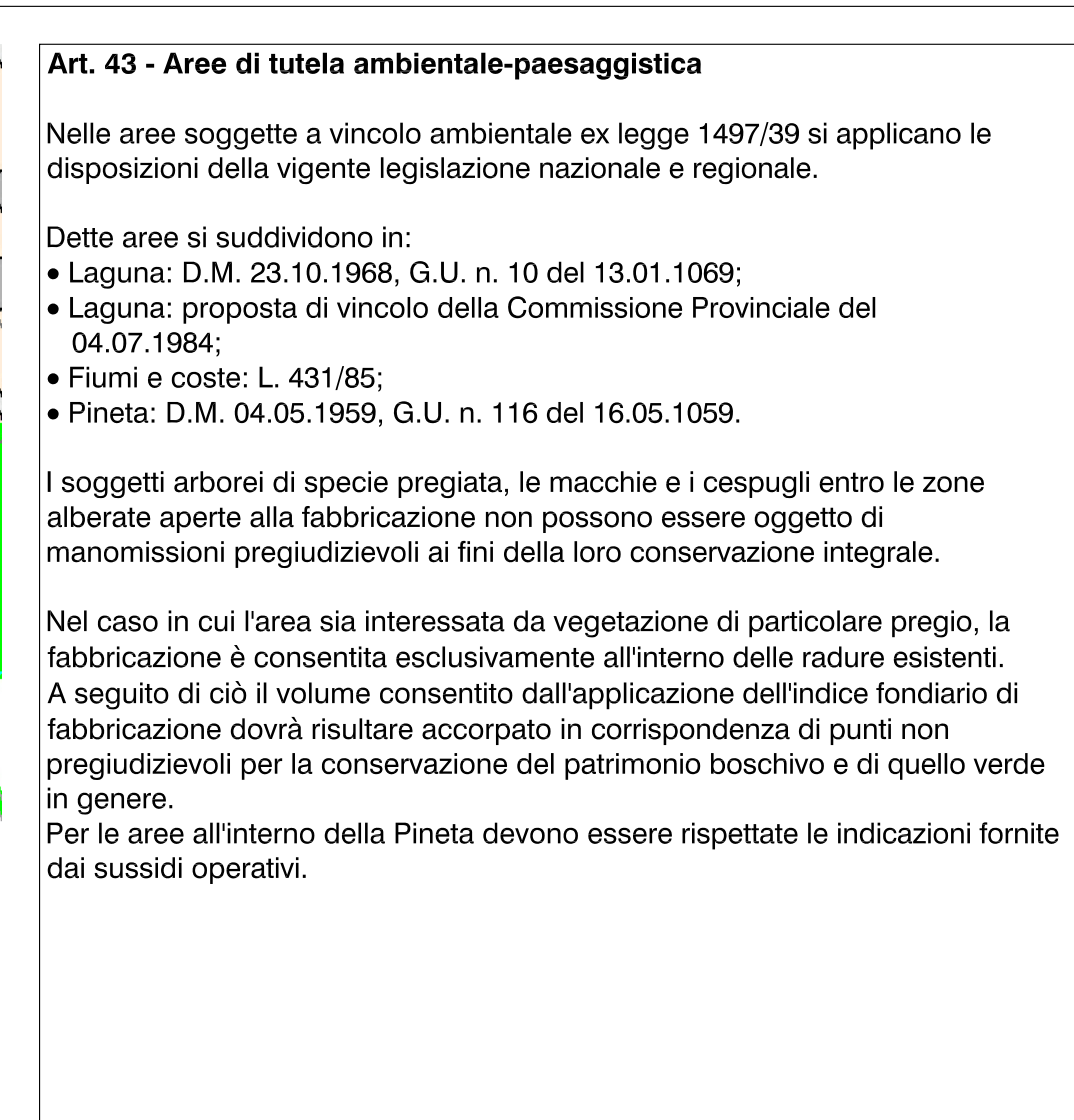 Art. 43 - Aree di tutela ambientale-paesaggistica
Nelle aree soggette a vincolo ambientale ex legge 1497/39 si applicano le
disposizioni della vigente legislazione nazionale e regionale.
Dette aree si suddividono in:
• Laguna: D.M. 23.10.1968, G.U. n. 10 del 13.01.1069;
• Laguna: proposta di vincolo della Commissione Provinciale del
04.07.1984;
• Fiumi e coste: L. 431/85;
• Pineta: D.M. 04.05.1959, G.U. n. 116 del 16.05.1059.
I soggetti arborei di specie pregiata, le macchie e i cespugli entro le zone
alberate aperte alla fabbricazione non possono essere oggetto di
manomissioni pregiudizievoli ai fini della loro conservazione integrale.
Nel caso in cui l'area sia interessata da vegetazione di particolare pregio, la
fabbricazione è consentita esclusivamente all'interno delle radure esistenti.
A seguito di ciò il volume consentito dall'applicazione dell'indice fondiario di
fabbricazione dovrà risultare accorpato in corrispondenza di punti non
pregiudizievoli per la conservazione del patrimonio boschivo e di quello verde
in genere.
Per le aree all'interno della Pineta devono essere rispettate le indicazioni fornite
dai sussidi operativi.